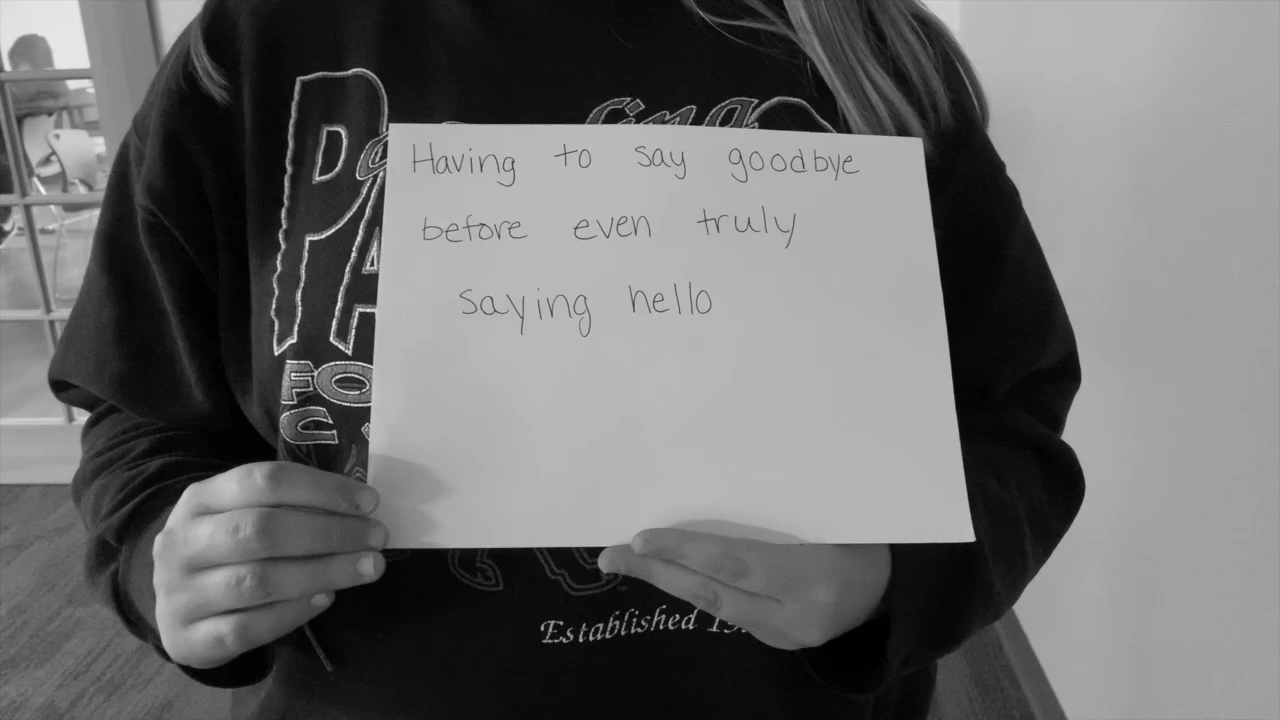 Having to say goodbye
before even truly
saying hello
Established